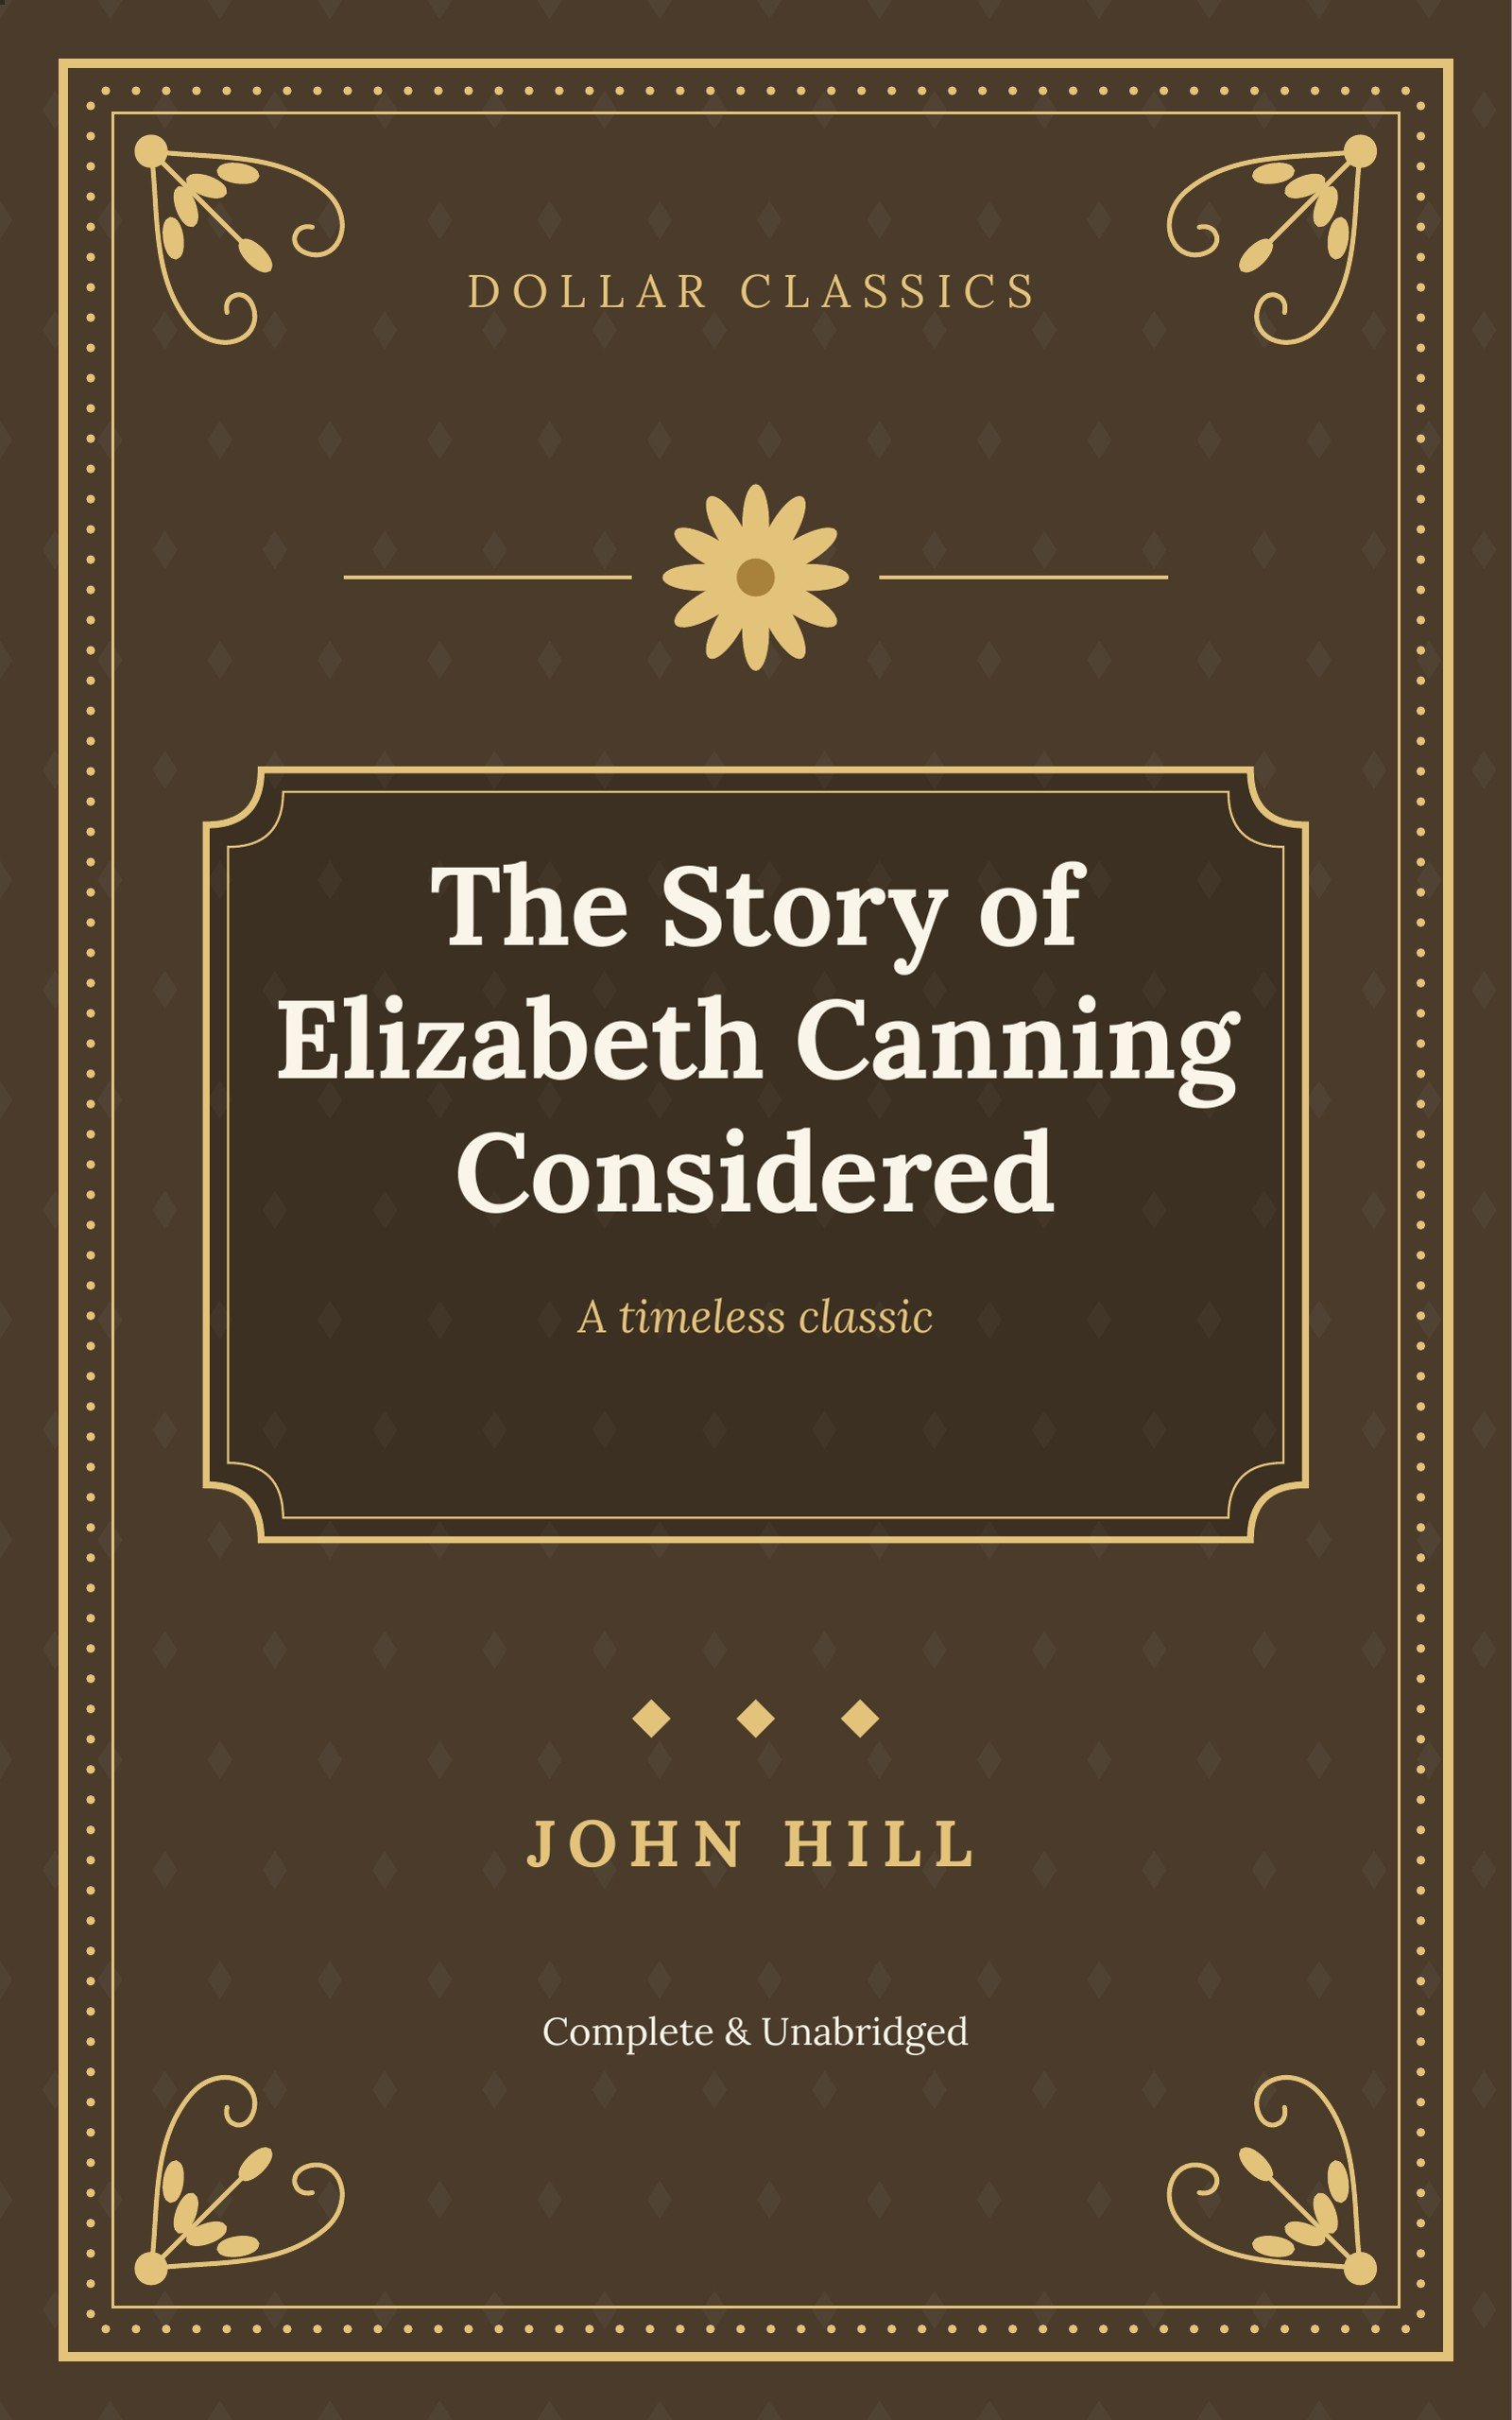 DOLLAR CLASSICS
The Story of
Elizabeth Canning
Considered
A timeless classic
JOHN HILL
Complete & Unabridged